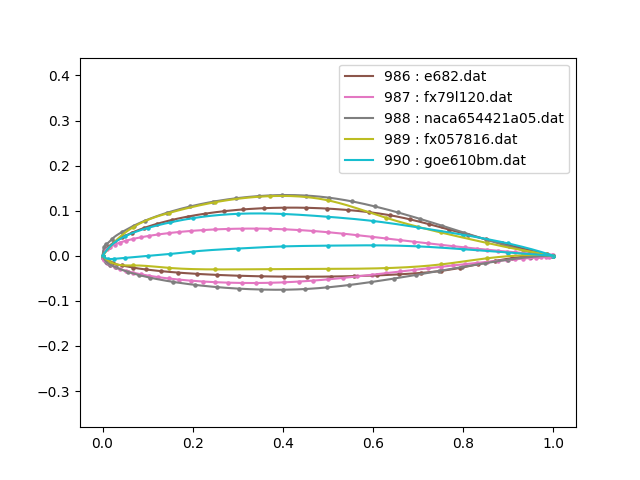 986 : e682.dat
987 : fx79l120.dat
988 : naca654421a05.dat
989 : fx057816.dat
990 : goe610bm.dat
0.4
0.3
0.2
0.1
0.0
−0.1
−0.2
−0.3
0.0 0.2 0.4 0.6 0.8 1.0